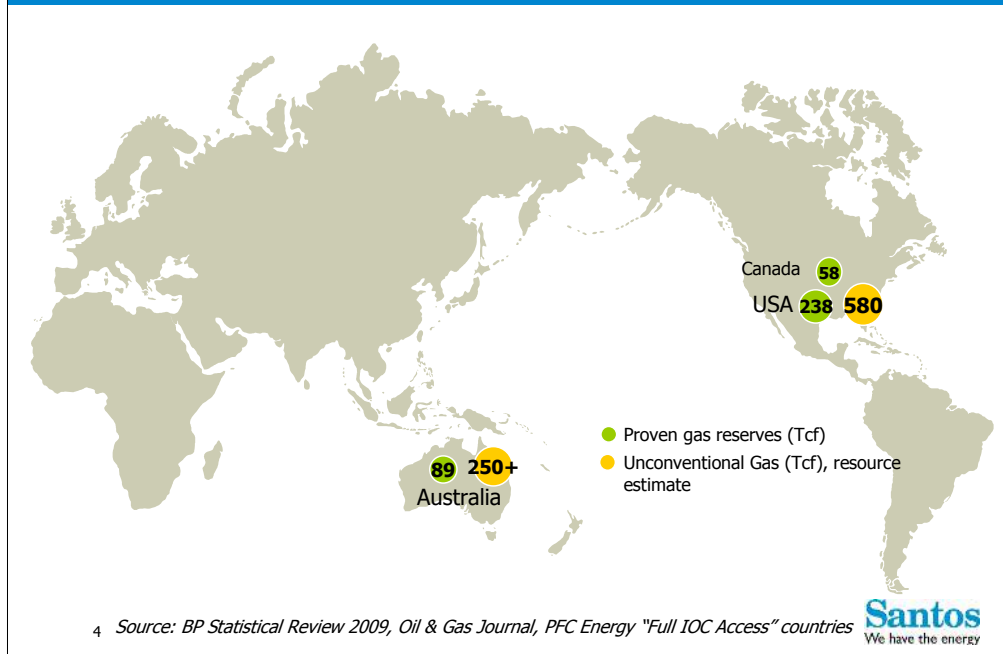 Canada 58
USA 238 580
Proven gas reserves (Tcf)
89 250+
Unconventional Gas (Tcf), resource
estimate
Australia
4 Source: BP Statistical Review 2009, Oil & Gas Journal, PFC Energy “Full IOC Access” countries
Santos
We have the energy